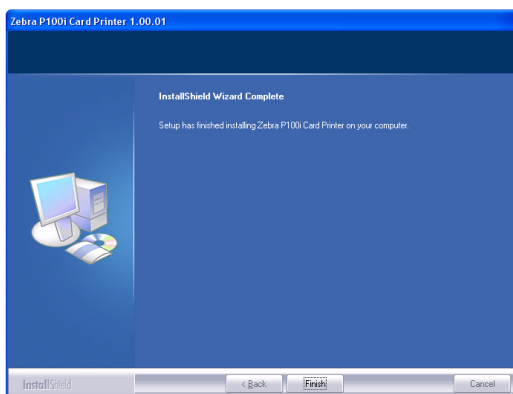 Zebra P100i Card Printer 1.00.01
InstallShield Wizard Complete
Setup has finished installing Zebra P100i Card Printer on your computer.
InstallShield
< Back
Finish
Cancel